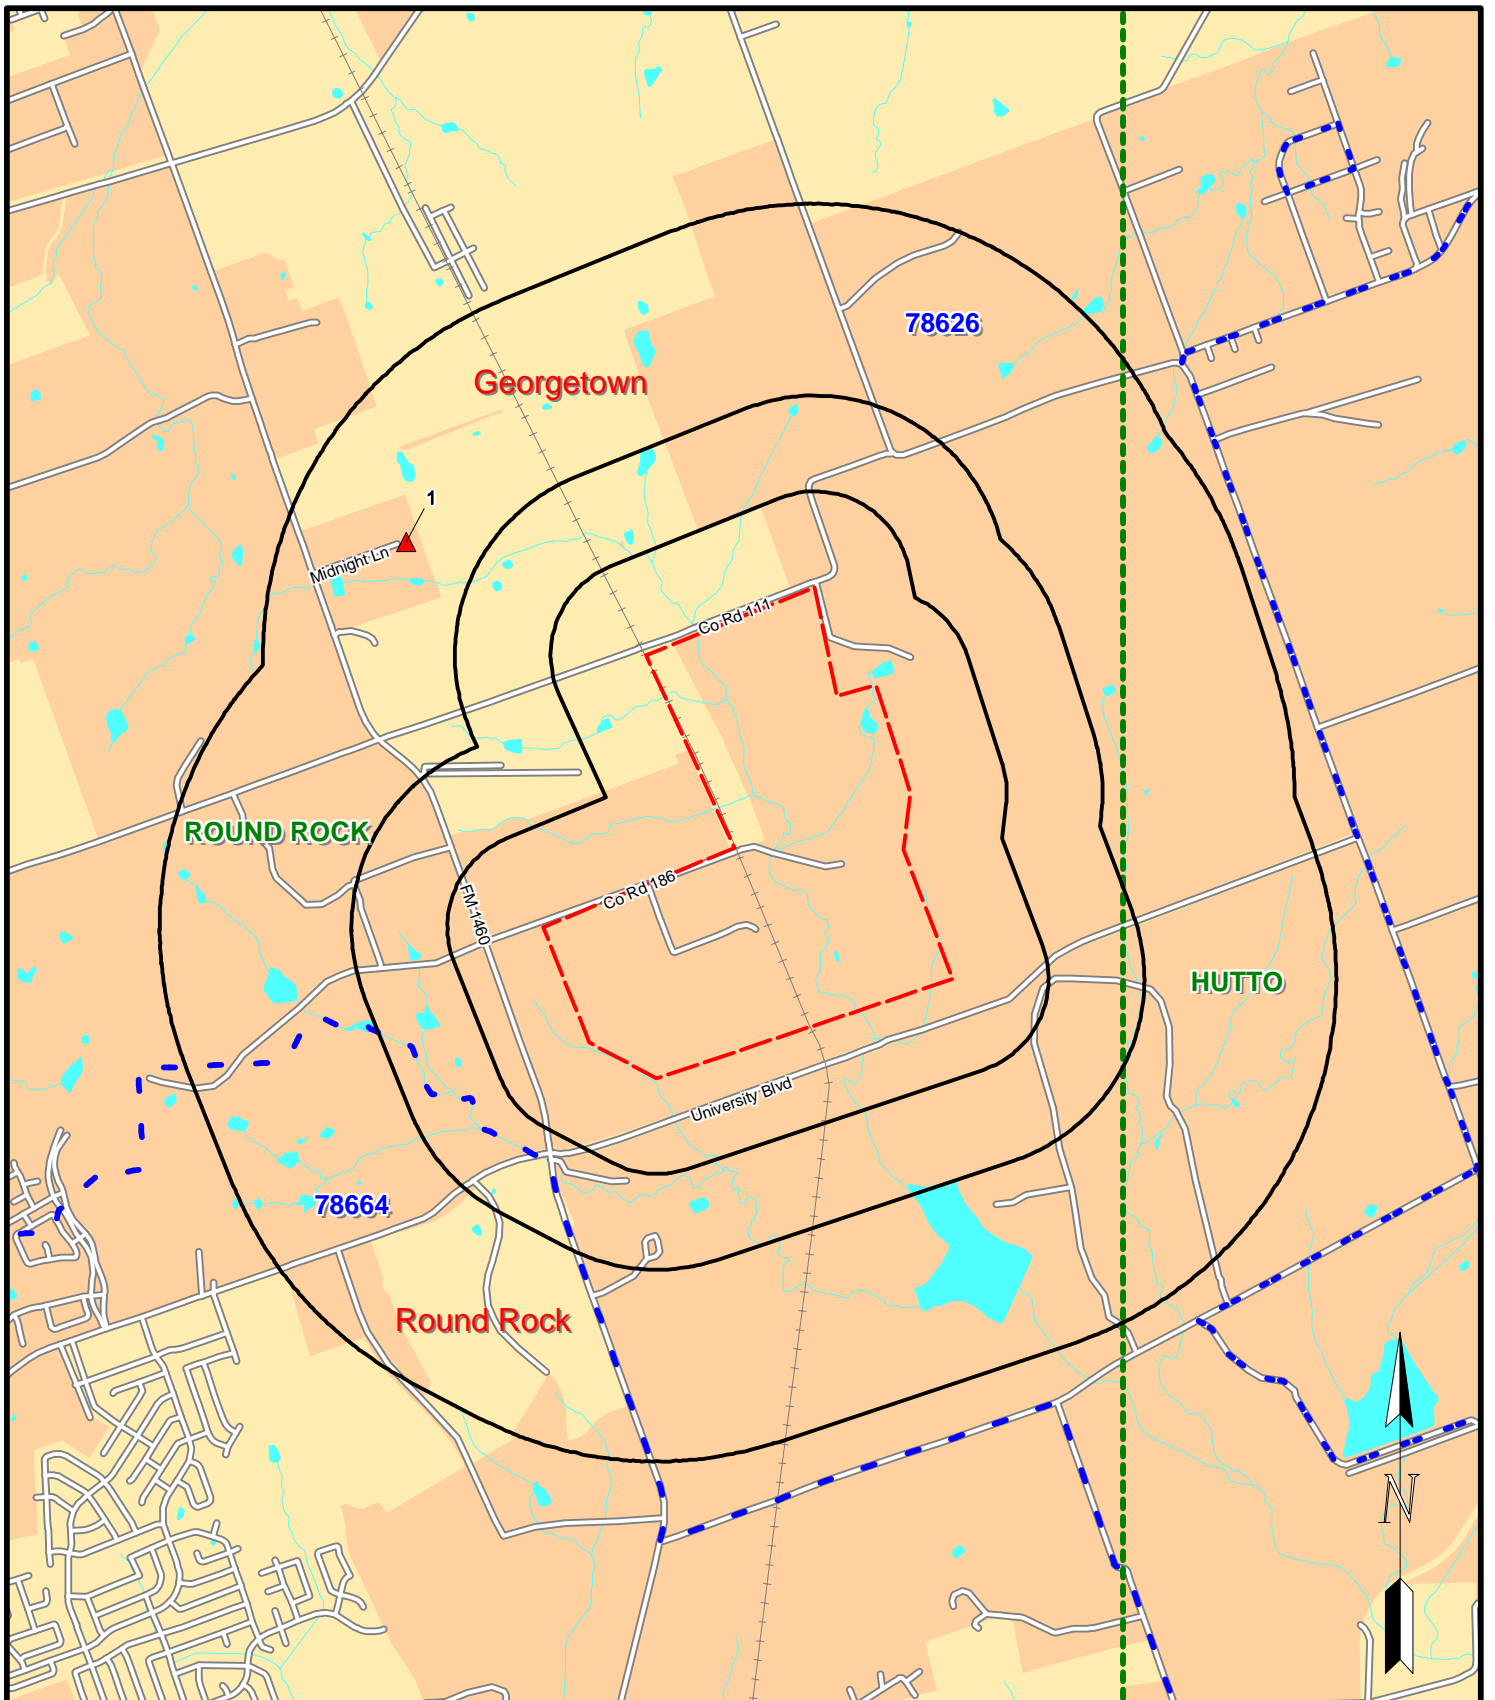 78626
Georgetown
1
Midnight Ln
Co Rd 111
ROUND ROCK
Co Rd 186
FM-1460
HUTTO
University Blvd
78664
Round Rock
N